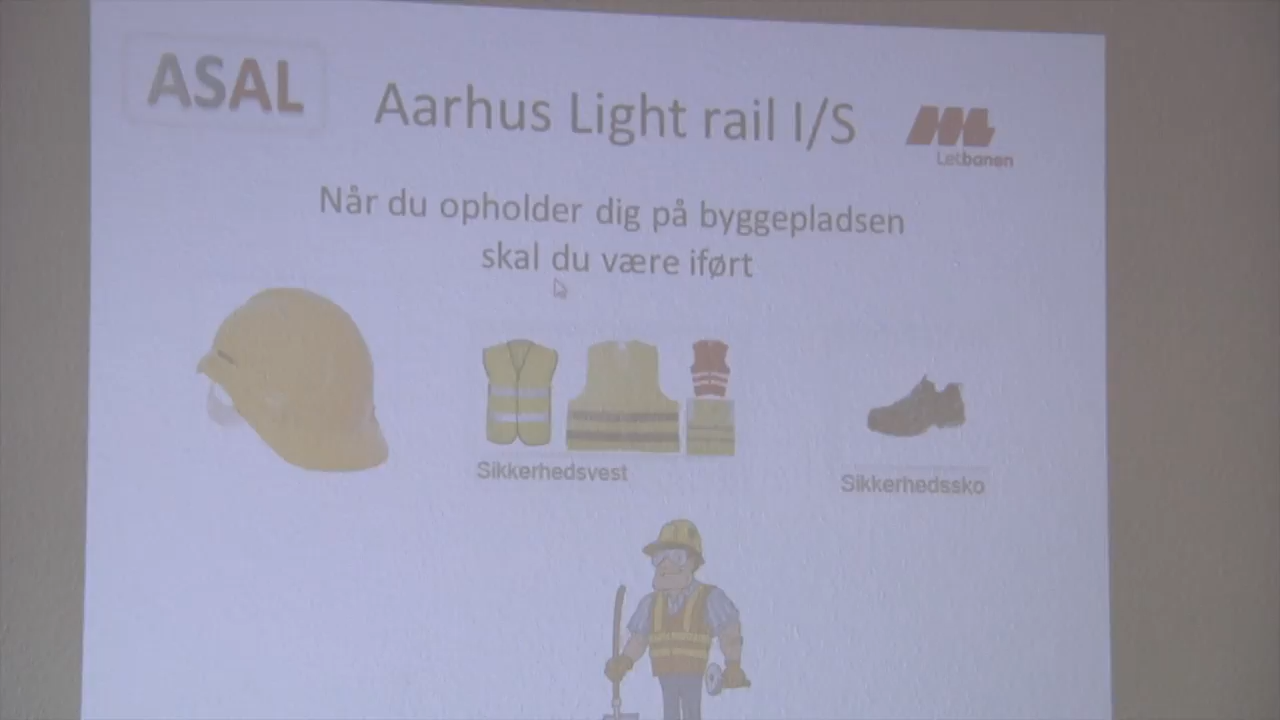 ASAL
Aarhus Light rail I/S
Letbanen
Når du opholder dig på byggepladsen
skal du være iført
Sikkerhedsvest
Sikkerhedssko